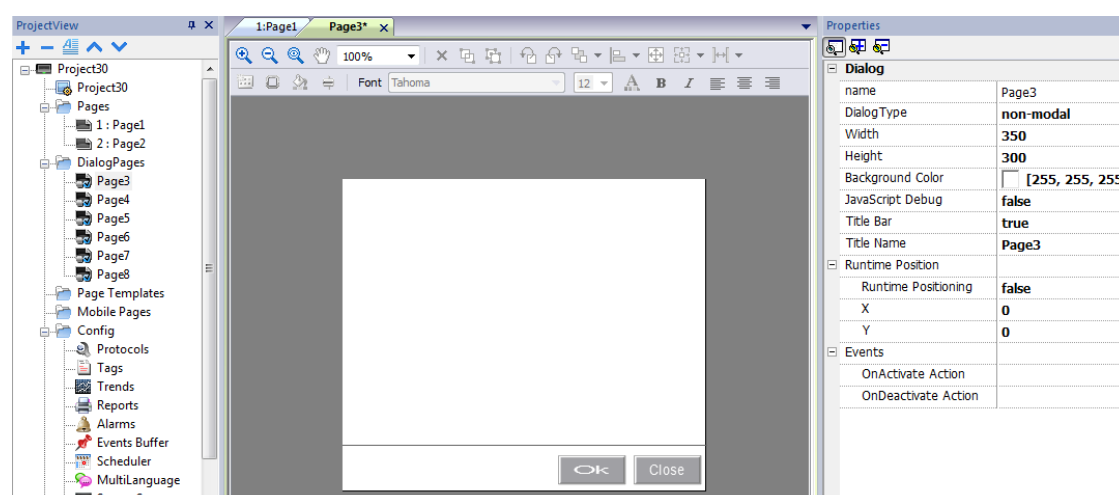 ProjectView
Project30
Project30
Pages
1 : Page1
2 : Page2
DialogPages
Page3
Page4
Page5
Page6
Page7
Page8
Page Templates
Mobile Pages
Config
Protocols
Tags
Trends
Reports
Alarms
Events Buffer
Scheduler
MultiLanguage
1:Page1 Page3*
100%
Font Tahoma 12 A B I
OK Close
Properties
Dialog
name Page3
DialogType non-modal
Width 350
Height 300
Background Color [255, 255, 255
JavaScript Debug false
Title Bar true
Title Name Page3
Runtime Position
Runtime Positioning false
X 0
Y 0
Events
OnActivate Action
OnDeactivate Action